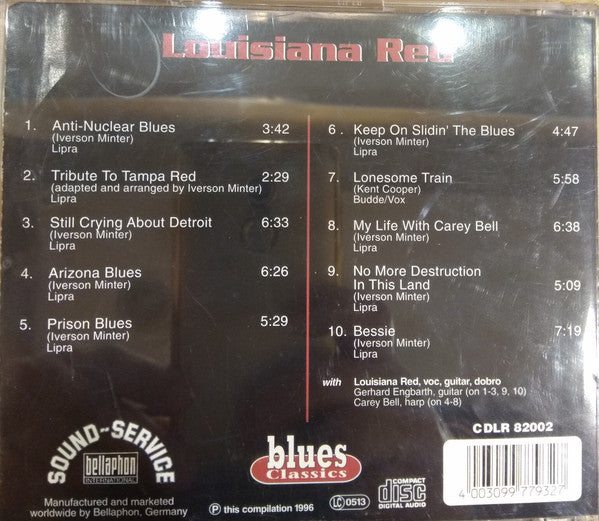 Louisiana Red
1. Anti-Nuclear Blues 3:42
(Iverson Minter)
Lipra
2. Tribute To Tampa Red 2:29
(adapted and arranged by Iverson Minter)
Lipra
3. Still Crying About Detroit 6:33
(Iverson Minter)
Lipra
4. Arizona Blues 6:26
(Iverson Minter)
Lipra
5. Prison Blues 5:29
(Iverson Minter)
Lipra
6. Keep On Slidin' The Blues 4:47
(Iverson Minter)
Lipra
7. Lonesome Train 5:58
(Kent Cooper)
Budde/Vox
8. My Life With Carey Bell 6:38
(Iverson Minter)
Lipra
9. No More Destruction
In This Land 5:09
(Iverson Minter)
Lipra
10. Bessie 7:19
(Iverson Minter)
Lipra
with Louisiana Red, voc, guitar, dobro
Gerhard Engbarth, guitar (on 1-3, 9, 10)
Carey Bell, harp (on 4-8)
CDLR 82002
SOUND~SERVICE
bellaphon
INTERNATIONAL
Manufactured and marketed
worldwide by Bellaphon, Germany
blues
Classics
℗ this compilation 1996
LC 0513
COMPACT
disc
DIGITAL AUDIO
4 003099 779327